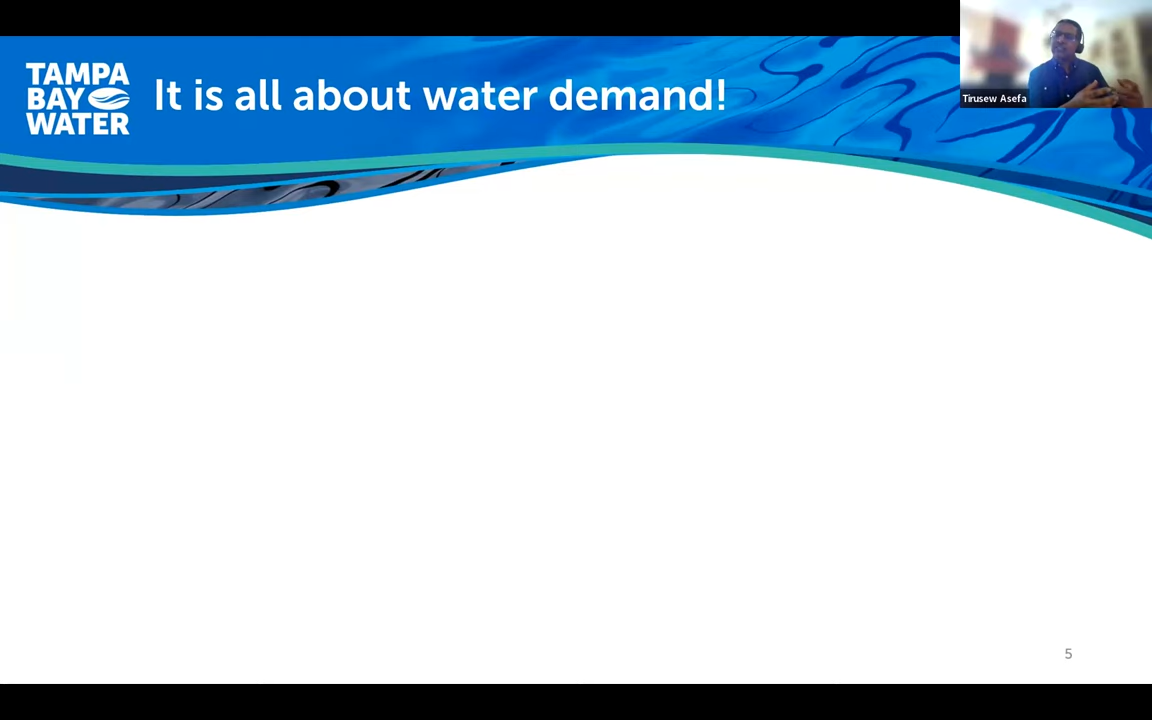 TAMPA
BAY
WATER
It is all about water demand!
Tirusew Asefa
5